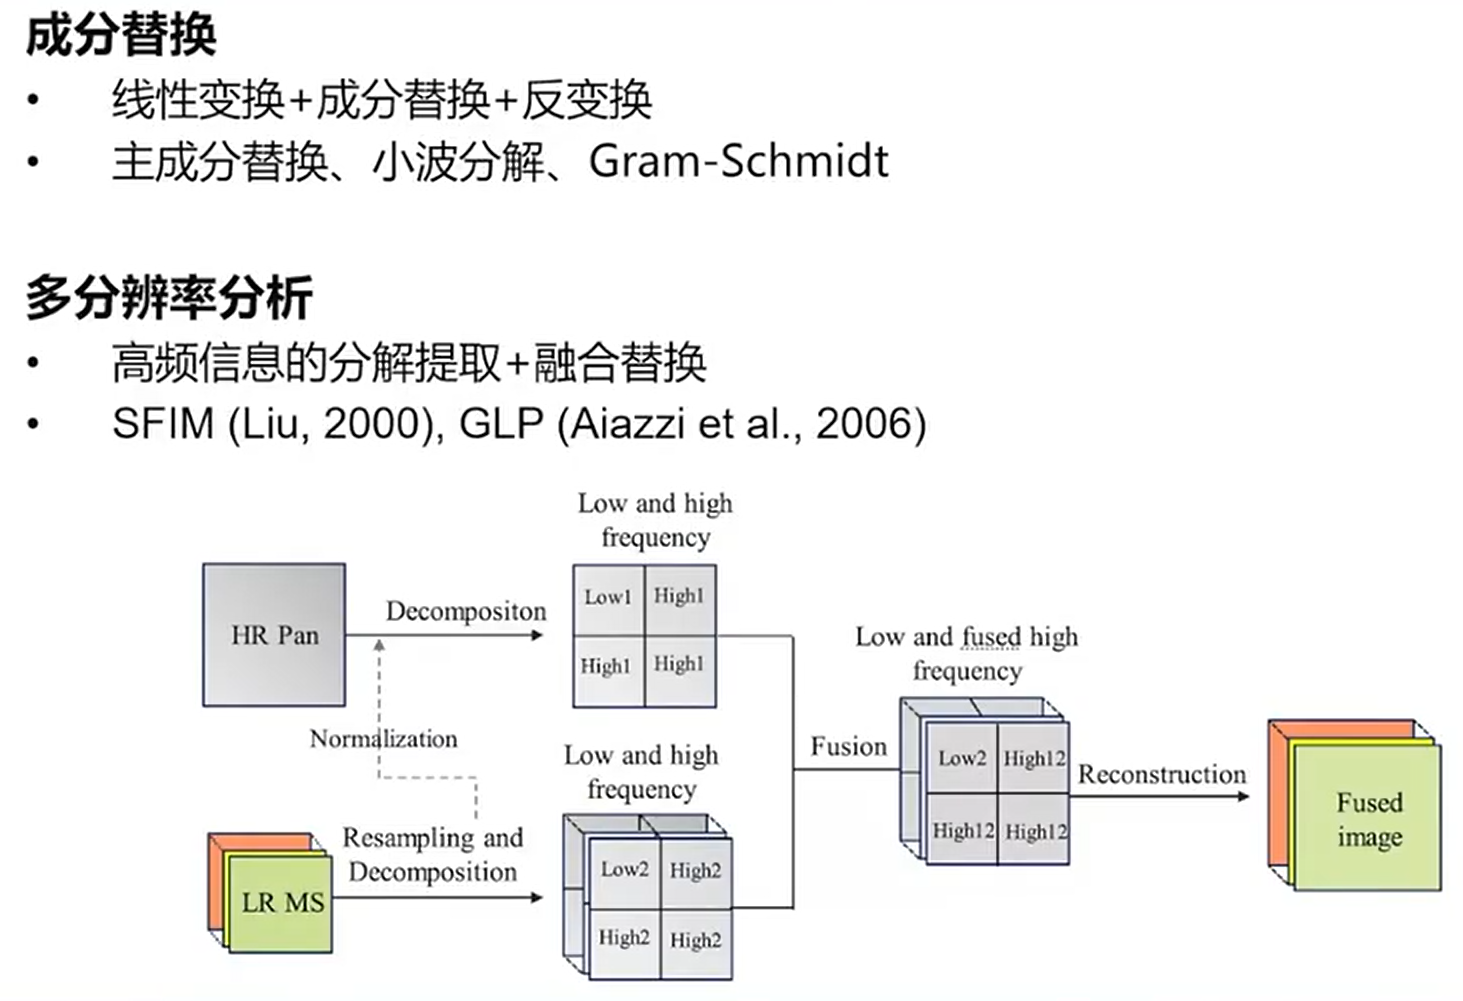 成分替换
• 线性变换+成分替换+反变换
• 主成分替换、小波分解、Gram-Schmidt
多分辨率分析
• 高频信息的分解提取+融合替换
• SFIM (Liu, 2000), GLP (Aiazzi et al., 2006)
Low and high
frequency
HR Pan
Decompositon
Low1 High1
High1 High1
Normalization
Low and high
frequency
LR MS
Resampling and
Decomposition
Low2 High2
High2 High2
Fusion
Low and fused high
frequency
Low2 High12
High12 High12
Reconstruction
Fused
image